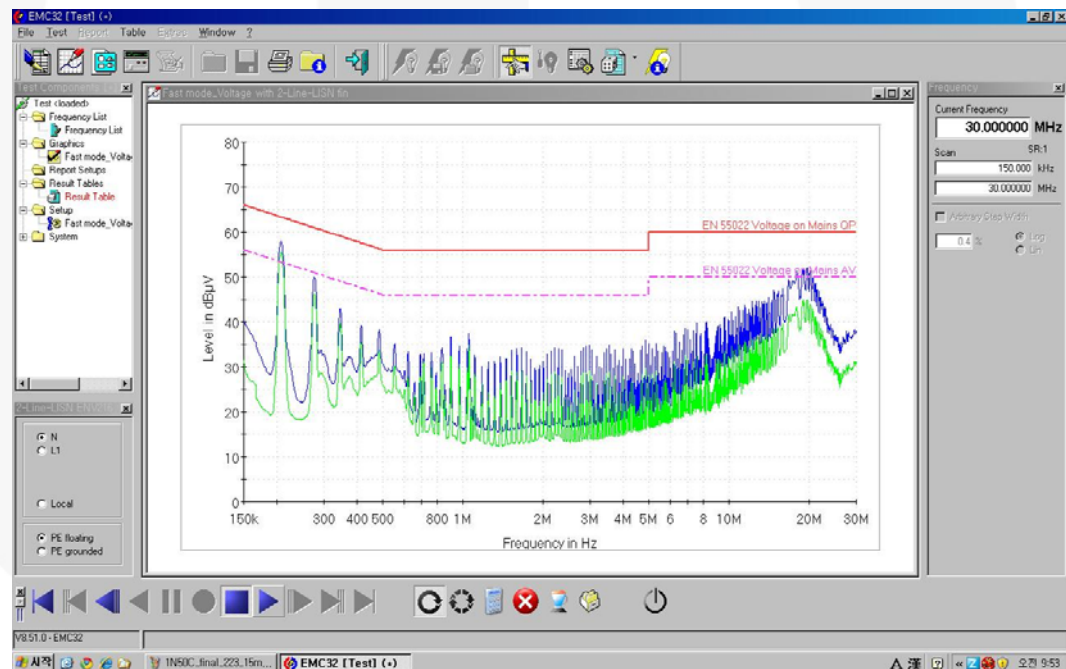 EMC32 [Test] (*)
File Test Report Table Extras Window ?
Test Components
Test <loaded>
Frequency List
Frequency List
Graphics
Fast mode_Volta
Report Setups
Result Tables
Result Table
Setup
Fast mode_Volta
System
2-Line-LISN
N
L1
Local
PE floating
PE grounded
Fast mode_Voltage with 2-Line-LISN fin
80
70
60
50
40
30
20
10
0
Level in dBµV
EN 55022 Voltage on Mains QP
EN 55022 Voltage on Mains AV
150k 300 400 500 800 1M 2M 3M 4M 5M 6 8 10M 20M 30M
Frequency in Hz
Frequency
Current Frequency
30.000000 MHz
Scan SR:1
150.000 kHz
30.000000 MHz
Arbitrary Step Width
0.4 %
Log
Lin
V8.51.0 - EMC32
시작 1N50C_final_223_15m... EMC32 [Test] (*) A 漢 « 오전 9:53